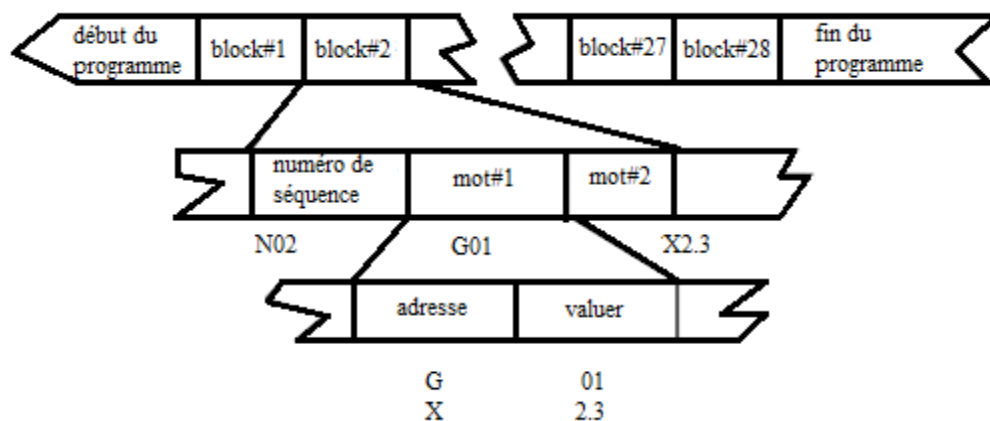 début du
programme
block#1
block#2
block#27
block#28
fin du
programme
numéro de
séquence
mot#1
mot#2
N02
G01
X2.3
adresse
valuer
G
01
X
2.3